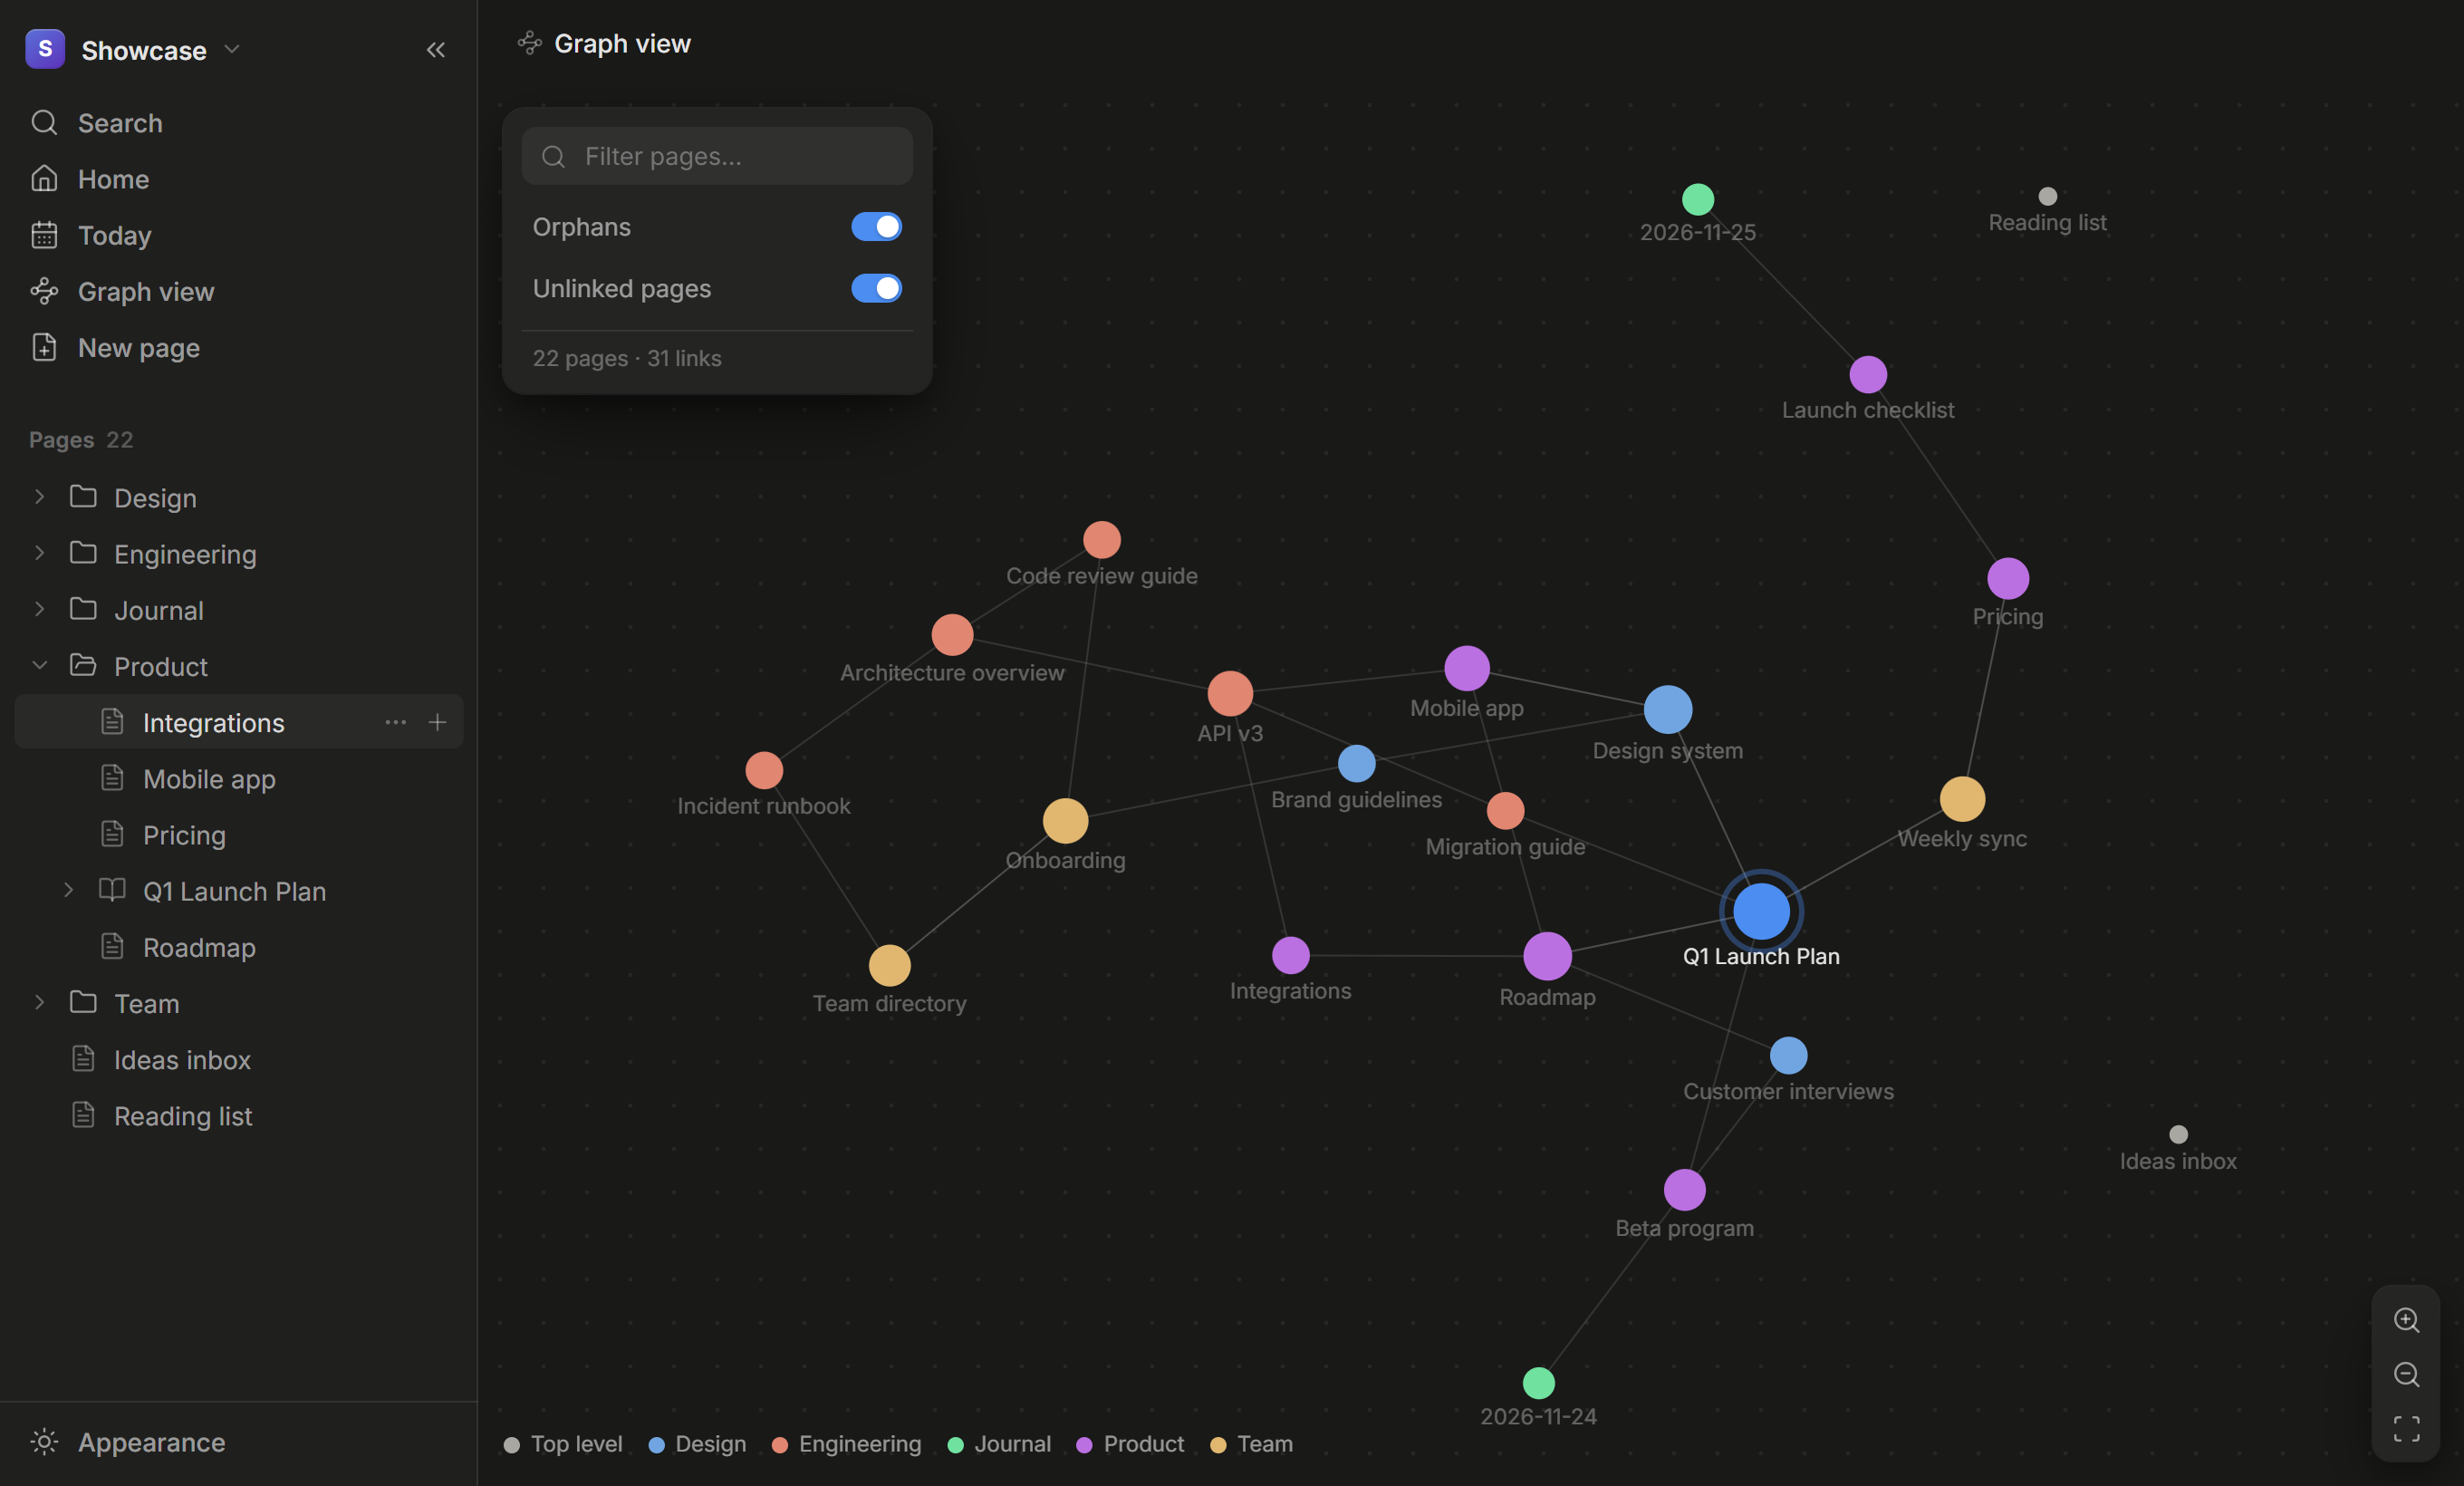 S Showcase
Search
Home
Today
Graph view
New page
Pages 22
Design
Engineering
Journal
Product
Integrations
Mobile app
Pricing
Q1 Launch Plan
Roadmap
Team
Ideas inbox
Reading list
Appearance
Graph view
Filter pages...
Orphans
Unlinked pages
22 pages · 31 links
2026-11-25
Reading list
Launch checklist
Code review guide
Pricing
Architecture overview
Mobile app
API v3
Design system
Brand guidelines
Incident runbook
Weekly sync
Migration guide
Onboarding
Q1 Launch Plan
Integrations
Roadmap
Team directory
Customer interviews
Ideas inbox
Beta program
2026-11-24
Top level Design Engineering Journal Product Team